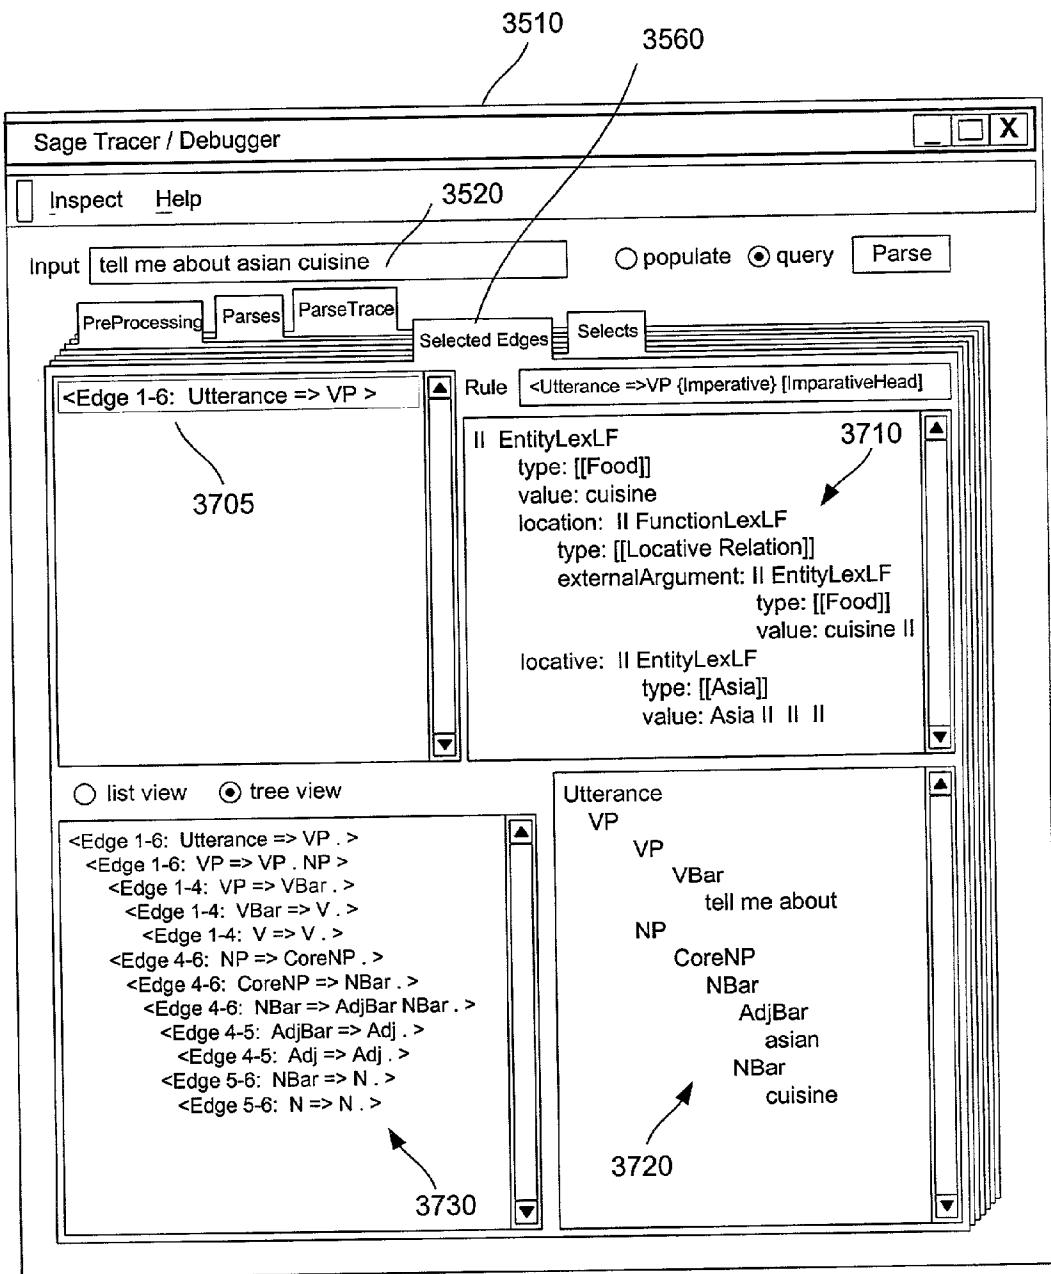 3510
3560
Sage Tracer / Debugger
X
Inspect Help
3520
Input tell me about asian cuisine populate query Parse
PreProcessing Parses ParseTrace Selected Edges Selects
<Edge 1-6: Utterance => VP >
3705
Rule <Utterance =>VP {Imperative} [ImparativeHead]
II EntityLexLF
3710
type: [[Food]]
value: cuisine
location: II FunctionLexLF
type: [[Locative Relation]]
externalArgument: II EntityLexLF
type: [[Food]]
value: cuisine II
locative: II EntityLexLF
type: [[Asia]]
value: Asia II II II
list view tree view
<Edge 1-6: Utterance => VP . >
<Edge 1-6: VP => VP . NP >
<Edge 1-4: VP => VBar . >
<Edge 1-4: VBar => V . >
<Edge 1-4: V => V . >
<Edge 4-6: NP => CoreNP . >
<Edge 4-6: CoreNP => NBar . >
<Edge 4-6: NBar => AdjBar NBar . >
<Edge 4-5: AdjBar => Adj . >
<Edge 4-5: Adj => Adj . >
<Edge 5-6: NBar => N . >
<Edge 5-6: N => N . >
3730
Utterance
VP
VP
VBar
tell me about
NP
CoreNP
NBar
AdjBar
asian
NBar
cuisine
3720